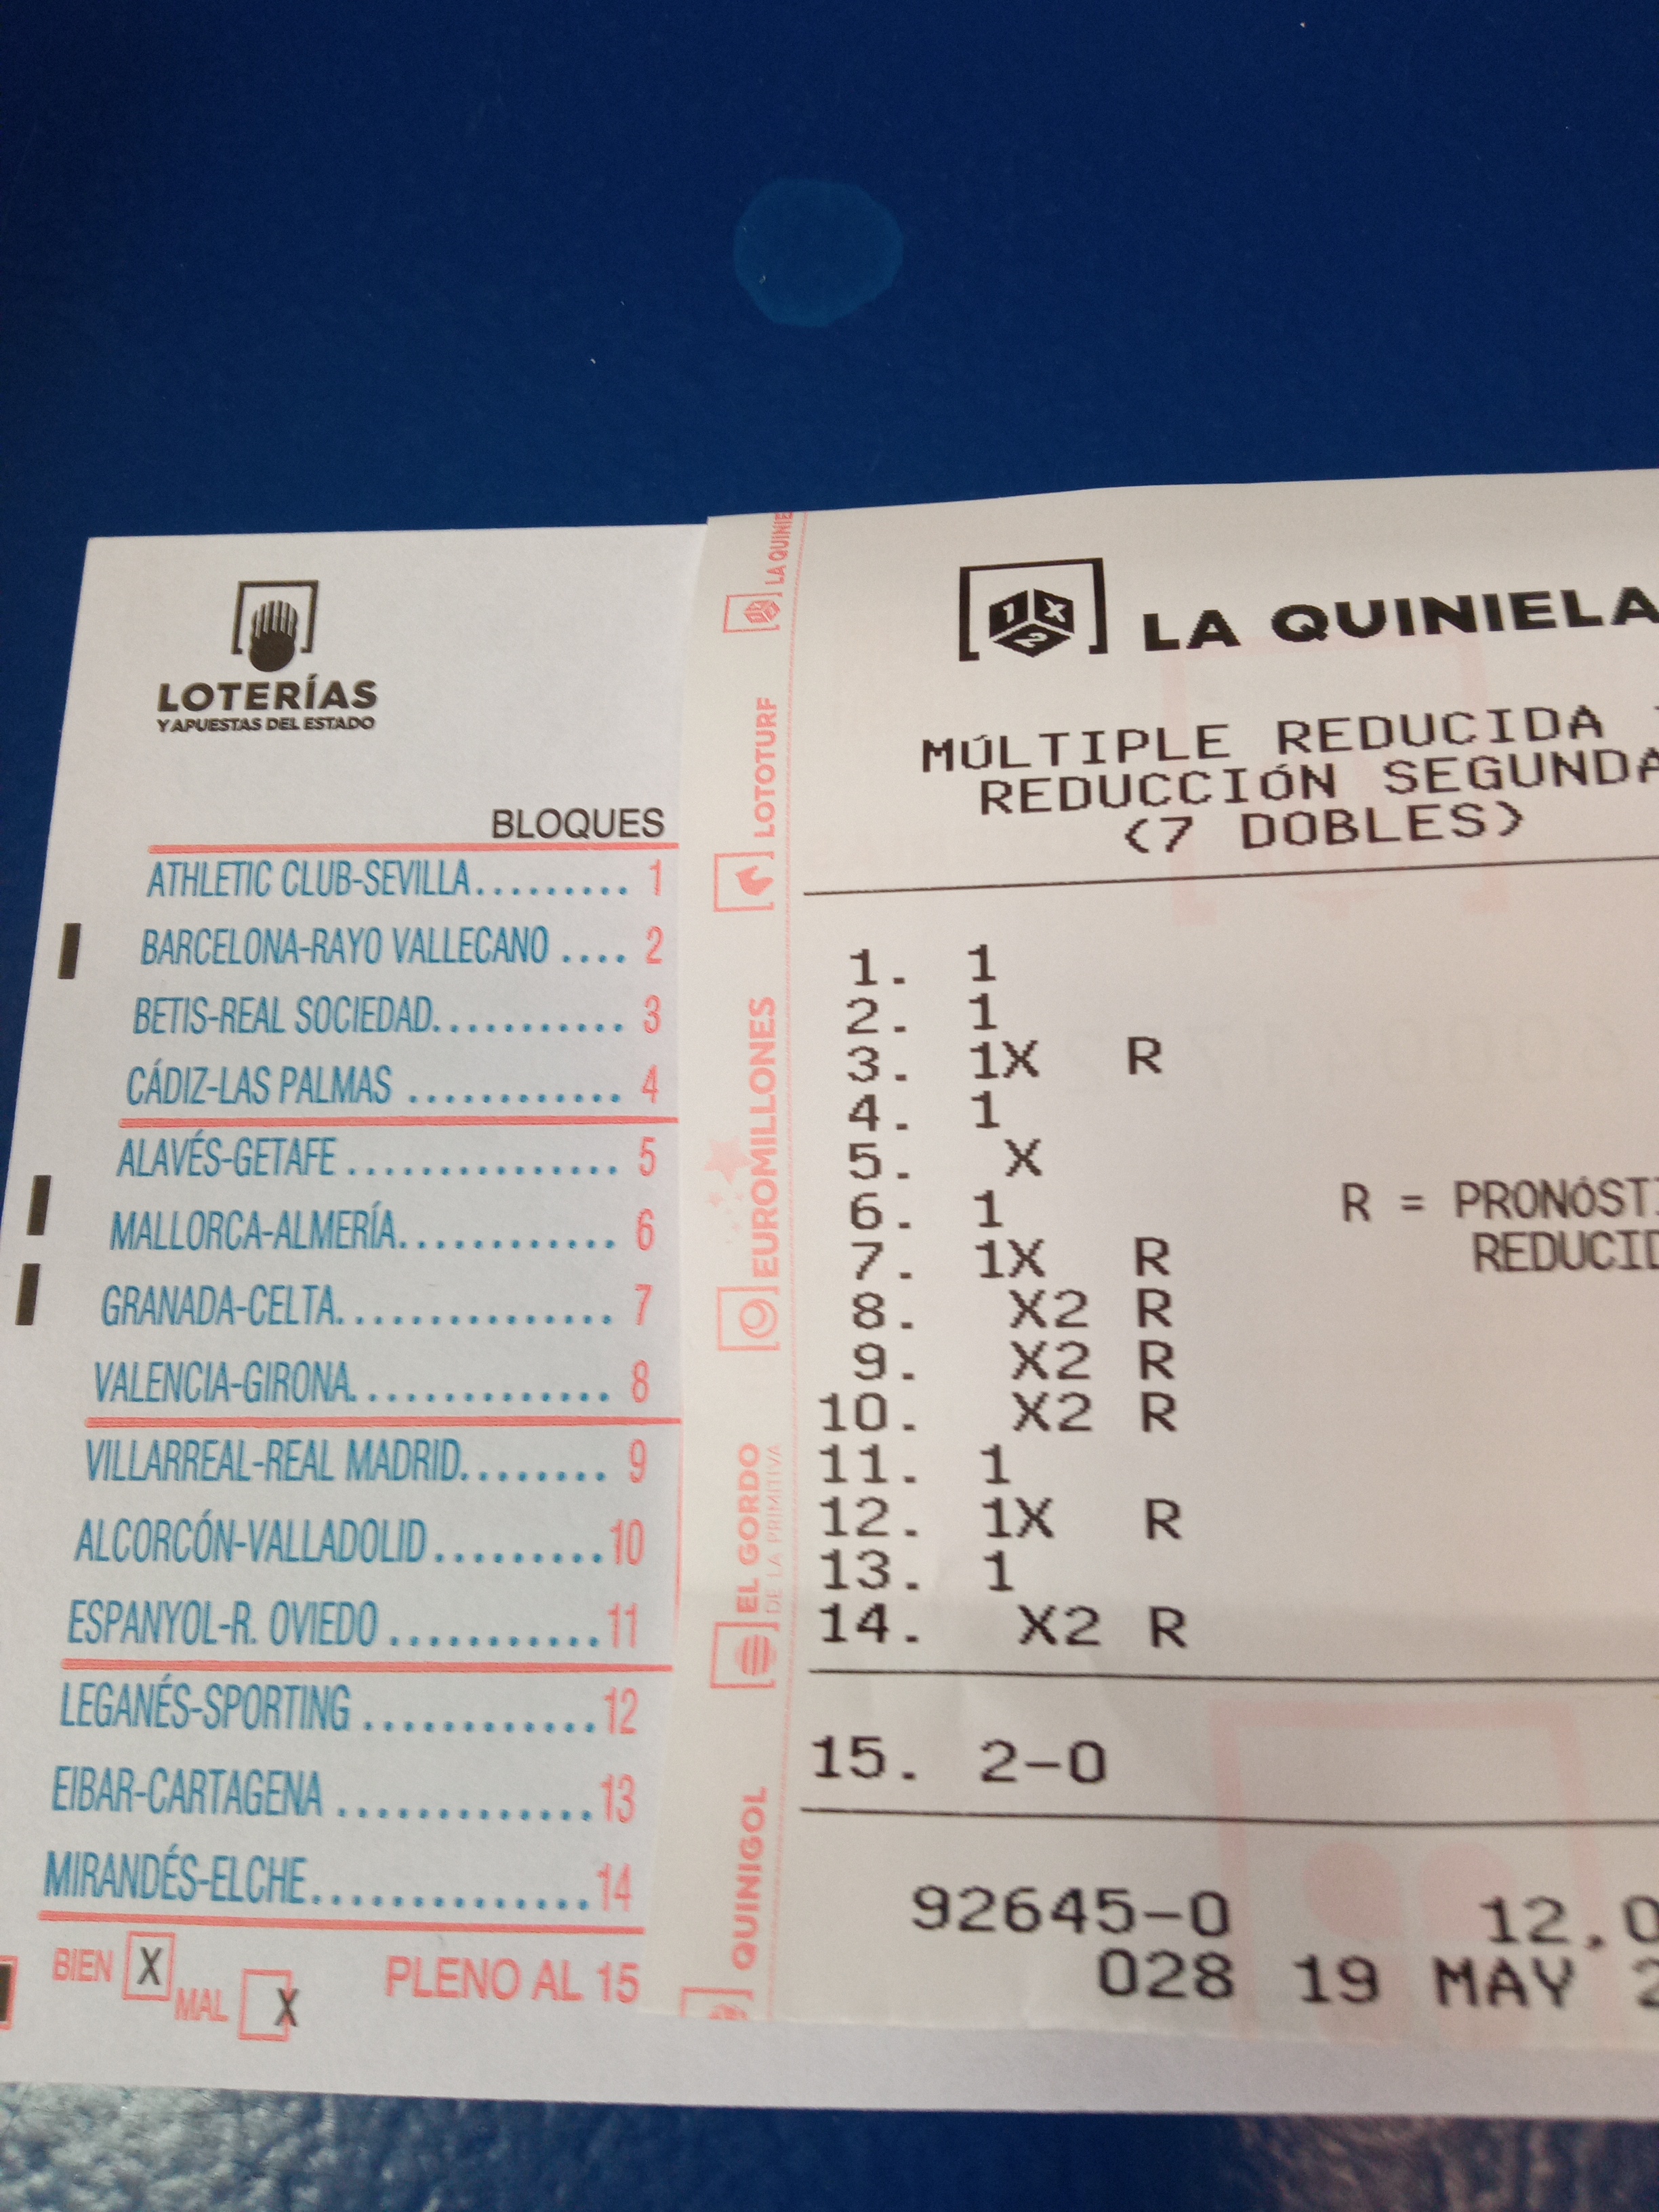 LOTERÍAS
Y APUESTAS DEL ESTADO
BLOQUES
ATHLETIC CLUB-SEVILLA......... 1
BARCELONA-RAYO VALLECANO .... 2
BETIS-REAL SOCIEDAD........... 3
CÁDIZ-LAS PALMAS ............ 4
ALAVÉS-GETAFE ............... 5
MALLORCA-ALMERÍA............ 6
GRANADA-CELTA............... 7
VALENCIA-GIRONA.............. 8
VILLARREAL-REAL MADRID........ 9
ALCORCÓN-VALLADOLID .........10
ESPANYOL-R. OVIEDO ...........11
LEGANÉS-SPORTING ............12
EIBAR-CARTAGENA .............13
MIRANDÉS-ELCHE...............14
BIEN X
MAL X
PLENO AL 15
LA QUINIE
LOTOTURF
EUROMILLONES
EL GORDO
DE LA PRIMITIVA
QUINIGOL
1X2
LA QUINIELA
MÚLTIPLE REDUCIDA
REDUCCIÓN SEGUNDA
(7 DOBLES)
1. 1
2. 1
3. 1X R
4. 1
5. X
6. 1
7. 1X R
8. X2 R
9. X2 R
10. X2 R
11. 1
12. 1X R
13. 1
14. X2 R
R = PRONÓSTI
REDUCID
15. 2-0
92645-0 12,0
028 19 MAY 2